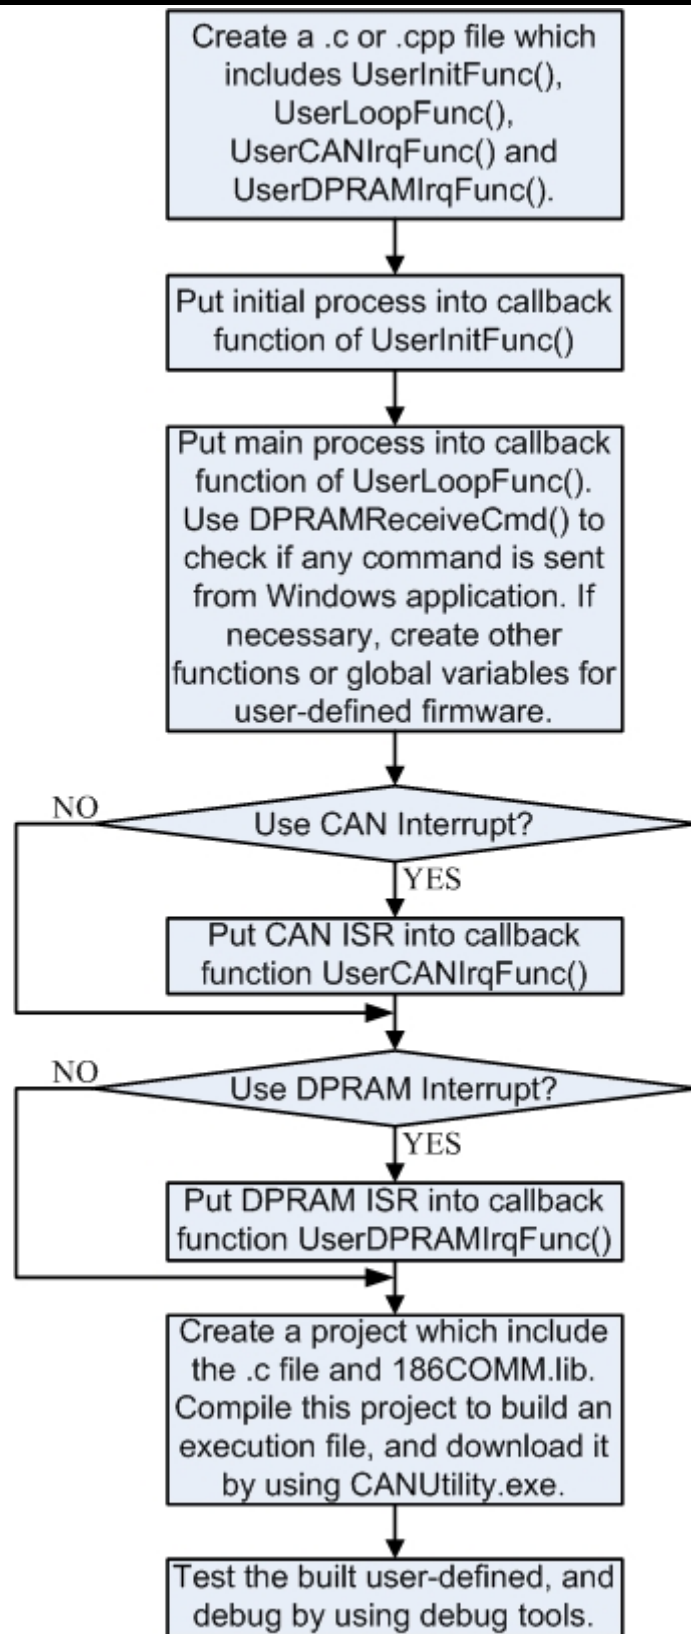 Create a .c or .cpp file which
includes UserInitFunc(),
UserLoopFunc(),
UserCANIrqFunc() and
UserDPRAMIrqFunc().
Put initial process into callback
function of UserInitFunc()
Put main process into callback
function of UserLoopFunc().
Use DPRAMReceiveCmd() to
check if any command is sent
from Windows application. If
necessary, create other
functions or global variables for
user-defined firmware.
NO
Use CAN Interrupt?
YES
Put CAN ISR into callback
function UserCANIrqFunc()
NO
Use DPRAM Interrupt?
YES
Put DPRAM ISR into callback
function UserDPRAMIrqFunc()
Create a project which include
the .c file and 186COMM.lib.
Compile this project to build an
execution file, and download it
by using CANUtility.exe.
Test the built user-defined, and
debug by using debug tools.